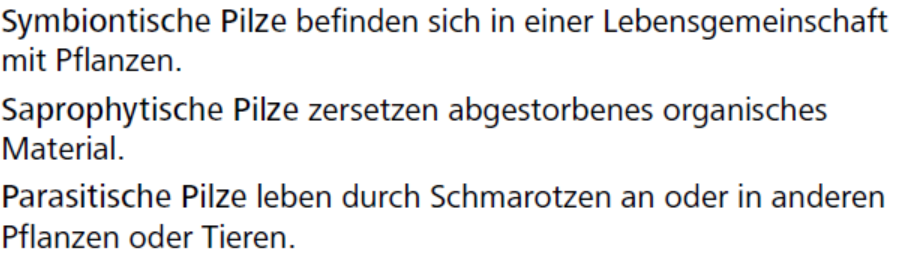 Symbiontische Pilze befinden sich in einer Lebensgemeinschaft
mit Pflanzen.
Saprophytische Pilze zersetzen abgestorbenes organisches
Material.
Parasitische Pilze leben durch Schmarotzen an oder in anderen
Pflanzen oder Tieren.